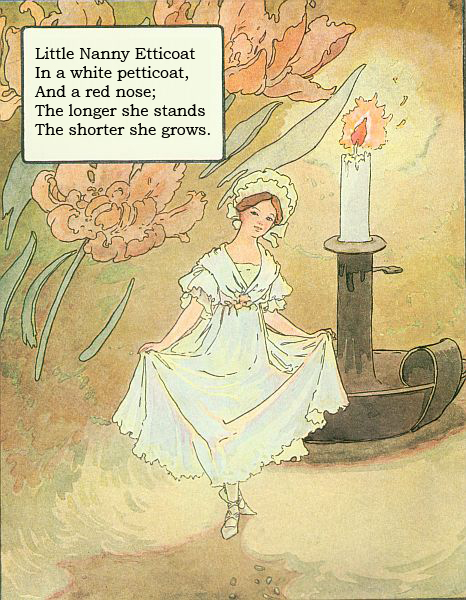 Little Nanny Etticoat
In a white petticoat,
And a red nose;
The longer she stands
The shorter she grows.